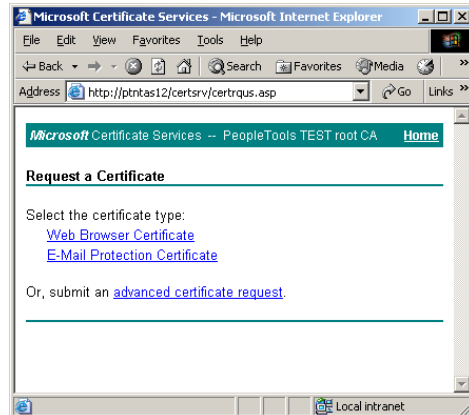 Microsoft Certificate Services - Microsoft Internet Explorer
File Edit View Favorites Tools Help
Back Search Favorites Media »
Address http://ptntas12/certsrv/certrqus.asp Go Links »
Microsoft Certificate Services -- PeopleTools TEST root CA Home
Request a Certificate
Select the certificate type:
Web Browser Certificate
E-Mail Protection Certificate
Or, submit an advanced certificate request.
Local intranet